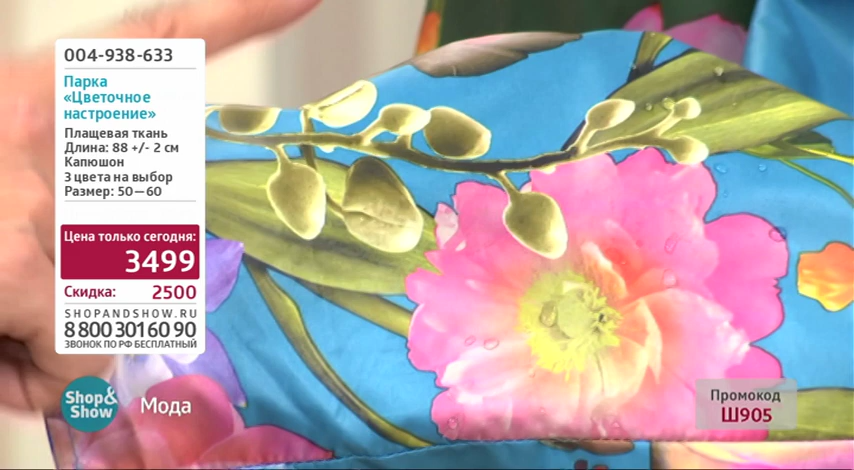 004-938-633
Парка
«Цветочное
настроение»
Плащевая ткань
Длина: 88 +/- 2 см
Капюшон
3 цвета на выбор
Размер: 50—60
Цена только сегодня:
3499
Скидка: 2500
SHOPANDSHOW.RU
8 800 301 60 90
ЗВОНОК ПО РФ БЕСПЛАТНЫЙ
Shop&
Show
Мода
Промокод
Ш905